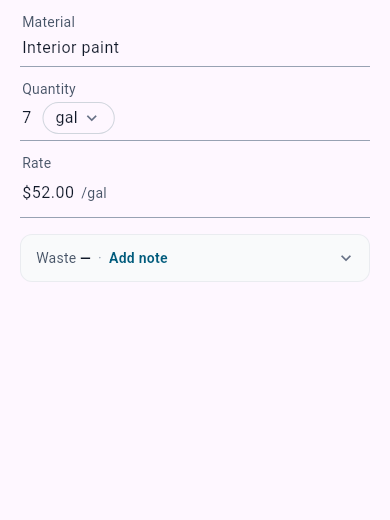 Material
Interior paint
Quantity
7 gal
Rate
$52.00 /gal
Waste — · Add note